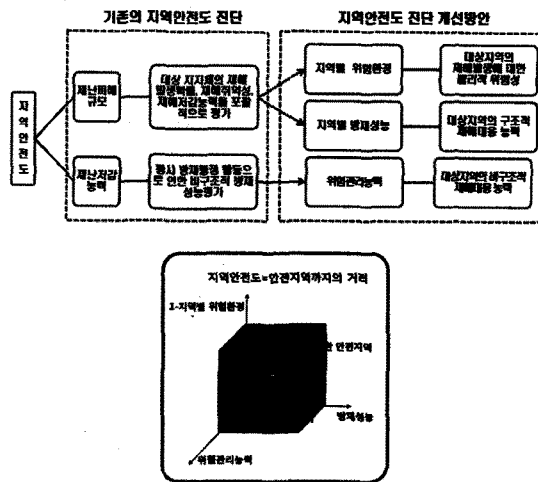 기존의 지역안전도 진단
지역안전도 진단 개선방안
지
역
안
전
도
재난피해
규모
대상 지자체의 재해
발생확률, 재해취약성,
재해저감능력을 포괄
적으로 평가
재난저감
능력
평시 방재행정 활동으
로 인한 비구조적 방재
성능평가
지역별 위험환경
대상지역의
재해발생에 대한
물리적 위험성
지역별 방재성능
대상지역의 구조적
재해대응 능력
위험관리능력
대상지역의 비구조적
재해대응 능력
지역안전도=안전지역까지의 거리
1-지역별 위험환경
안전지역
방재성능
위험관리능력